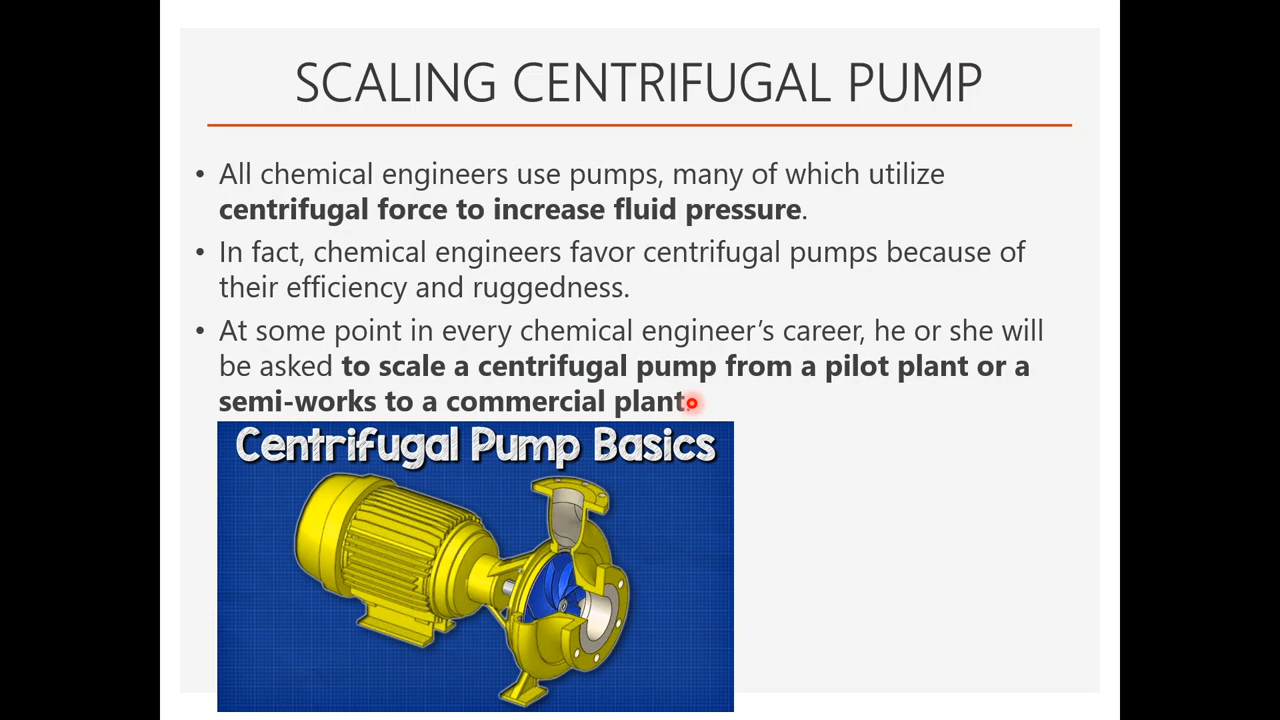 SCALING CENTRIFUGAL PUMP
• All chemical engineers use pumps, many of which utilize
centrifugal force to increase fluid pressure.
• In fact, chemical engineers favor centrifugal pumps because of
their efficiency and ruggedness.
• At some point in every chemical engineer’s career, he or she will
be asked to scale a centrifugal pump from a pilot plant or a
semi-works to a commercial plant.
Centrifugal Pump Basics